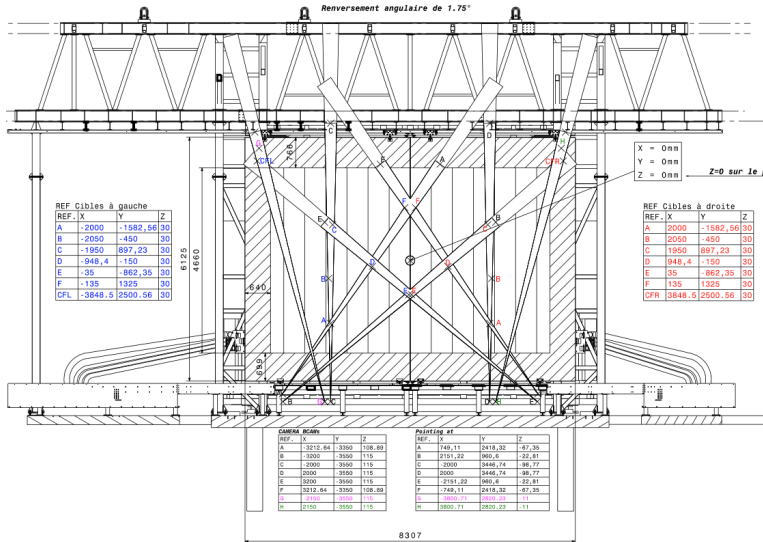 Renversement angulaire de 1.75°
C
D
G
H
766
CFL
CFR
E
A
X = 0mm
Y = 0mm
Z = 0mm
Z=0 sur le
REF Cibles à gauche
REF. X Y Z
A -2000 -1582,56 30
B -2050 -450 30
C 1950 897,23 30
D -948,4 -150 30
E -35 -862,35 30
F -135 1325 30
CFL -3848.5 2500.56 30
REF Cibles à droite
REF. X Y Z
A 2000 -1582,56 30
B 2050 -450 30
C 1950 897,23 30
D 948,4 -150 30
E 35 -862,35 30
F 135 1325 30
CFR 3848.5 2500.56 30
F F
E C B
6125
4660
D
B B
640
E
A A
699
B G C D H E
CAMERA BCAMs
REF. X Y Z
A -3212.64 -3350 108.89
B -3200 -3550 115
C -2000 -3550 115
D 2000 -3550 115
E 3200 -3550 115
F 3212.64 -3350 108.89
G -2150 -3550 115
H 2150 -3550 115
Pointing at
REF. X Y Z
A 749,11 2418,32 -67,35
B 2151,22 960,6 -22,81
C -2000 3446,74 -98,77
D 2000 3446,74 -98,77
E -2151,22 960,6 -22,81
F -749,11 2418,32 -67,35
G -3800.71 2820.23 -11
H 3800.71 2820.23 -11
8307